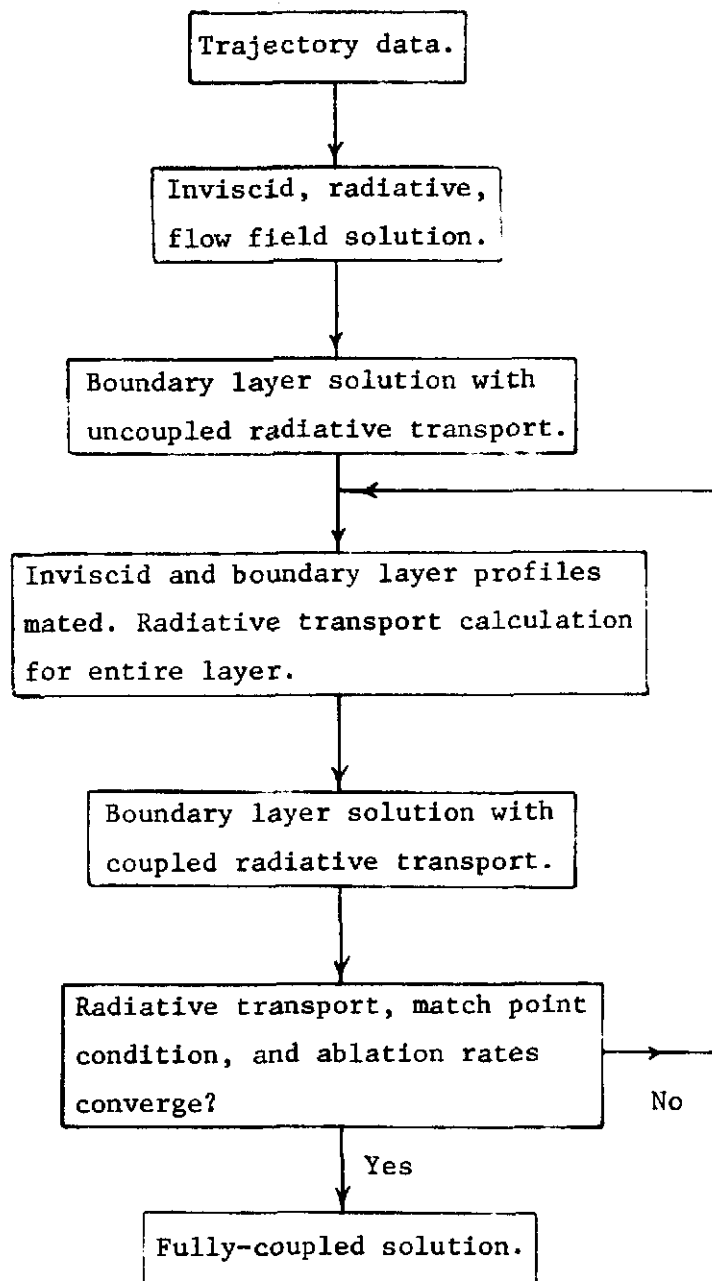 Trajectory data.
Inviscid, radiative,
flow field solution.
Boundary layer solution with
uncoupled radiative transport.
Inviscid and boundary layer profiles
mated. Radiative transport calculation
for entire layer.
Boundary layer solution with
coupled radiative transport.
Radiative transport, match point
condition, and ablation rates
converge?
No
Yes
Fully-coupled solution.